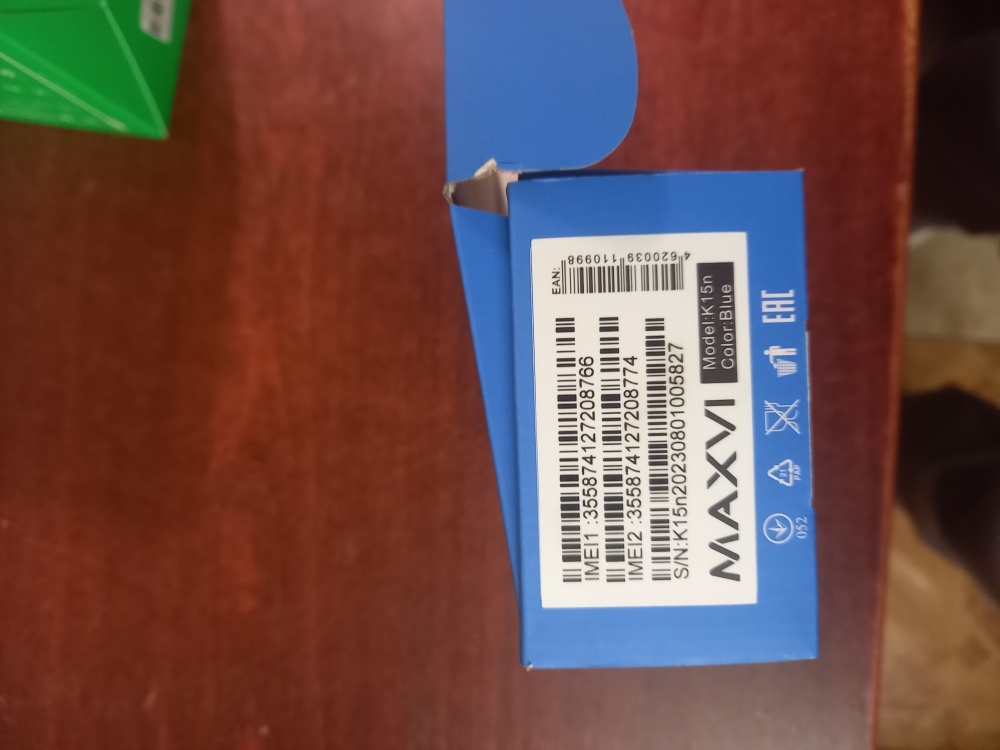 MAXVI
Model:K15n
Color:Blue
S/N:K15n20230801005827
IMEI2 :355874127208774
IMEI1 :355874127208766
EAN:
4 620039 110998
052
21
PAP
EAC